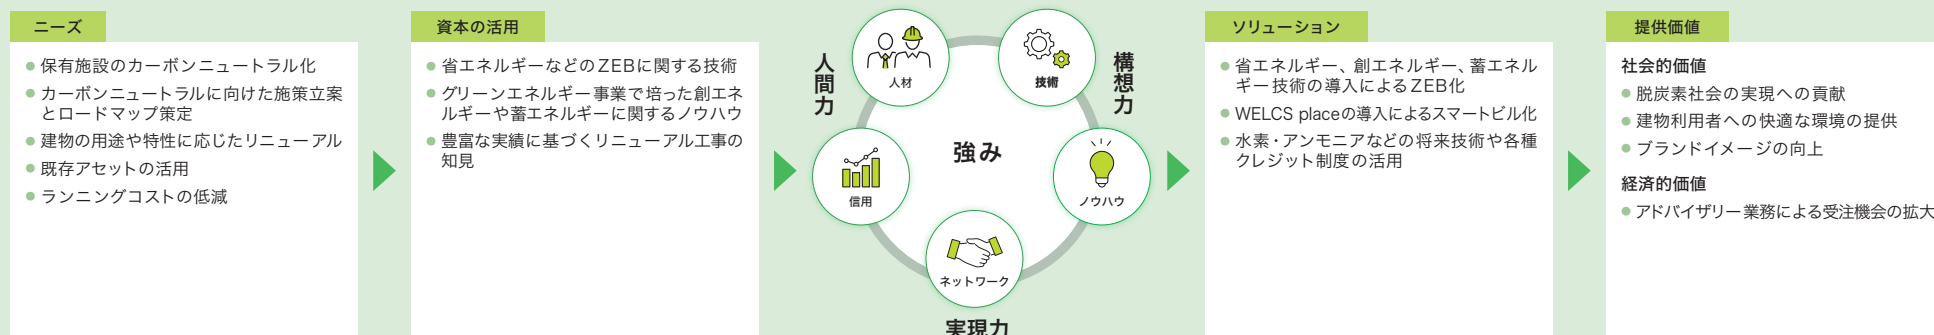 ニーズ
保有施設のカーボンニュートラル化
カーボンニュートラルに向けた施策立案
とロードマップ策定
建物の用途や特性に応じたリニューアル
既存アセットの活用
ランニングコストの低減
資本の活用
省エネルギーなどのZEBに関する技術
グリーンエネルギー事業で培った創エネ
ルギーや蓄エネルギーに関するノウハウ
豊富な実績に基づくリニューアル工事の
知見
人間力
構想力
実現力
強み
人材
技術
信用
ノウハウ
ネットワーク
ソリューション
省エネルギー、創エネルギー、蓄エネル
ギー技術の導入によるZEB化
WELCS placeの導入によるスマートビル化
水素・アンモニアなどの将来技術や各種
クレジット制度の活用
提供価値
社会的価値
脱炭素社会の実現への貢献
建物利用者への快適な環境の提供
ブランドイメージの向上
経済的価値
アドバイザリー業務による受注機会の拡大